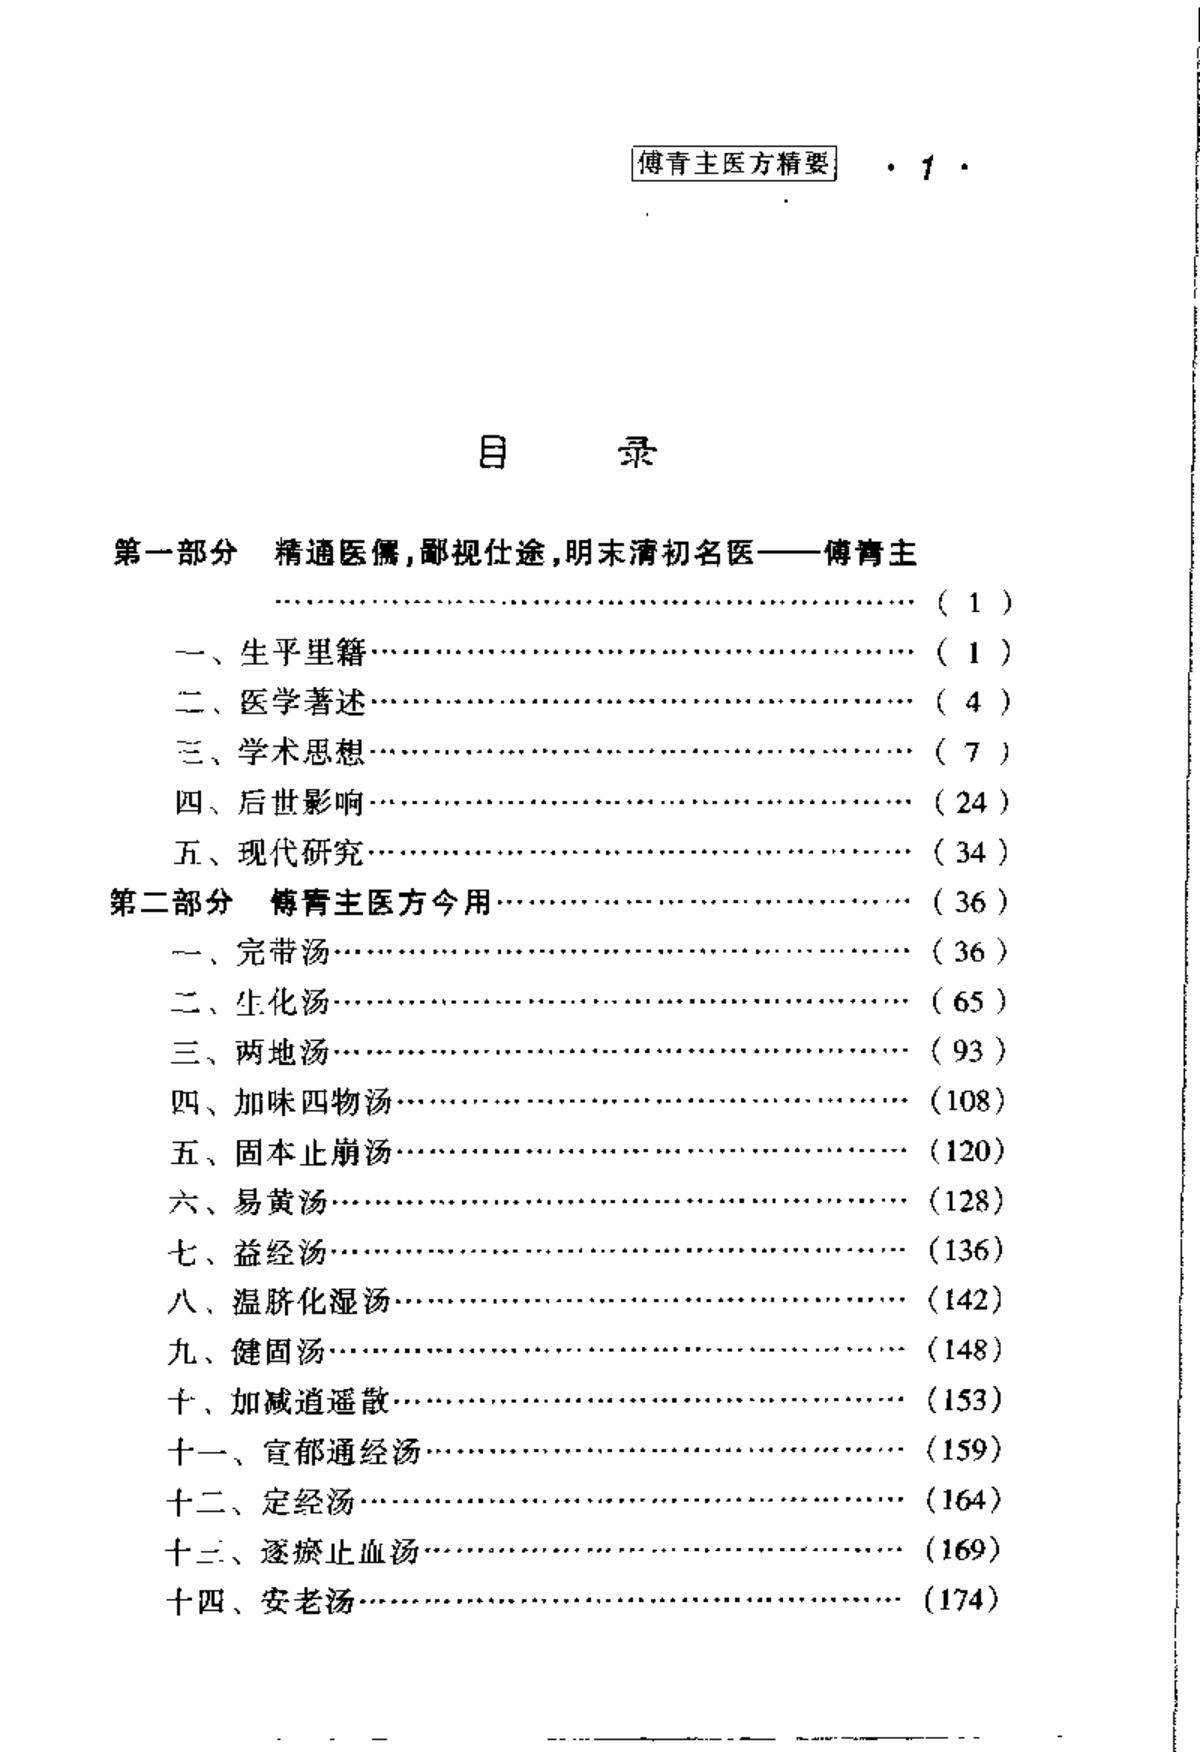 傅青主医方精要 · 1 ·
目 录
第一部分 精通医儒,鄙视仕途,明末清初名医——傅青主
……………………………………………………( 1 )
一、生平里籍……………………………………………( 1 )
二、医学著述……………………………………………( 4 )
三、学术思想……………………………………………( 7 )
四、后世影响……………………………………………( 24 )
五、现代研究……………………………………………( 34 )
第二部分 傅青主医方今用…………………………………( 36 )
一、完带汤………………………………………………( 36 )
二、生化汤………………………………………………( 65 )
三、两地汤………………………………………………( 93 )
四、加味四物汤…………………………………………(108)
五、固本止崩汤…………………………………………(120)
六、易黄汤………………………………………………(128)
七、益经汤………………………………………………(136)
八、温脐化湿汤…………………………………………(142)
九、健固汤………………………………………………(148)
十、加减逍遥散…………………………………………(153)
十一、宣郁通经汤………………………………………(159)
十二、定经汤……………………………………………(164)
十三、逐瘀止血汤………………………………………(169)
十四、安老汤……………………………………………(174)